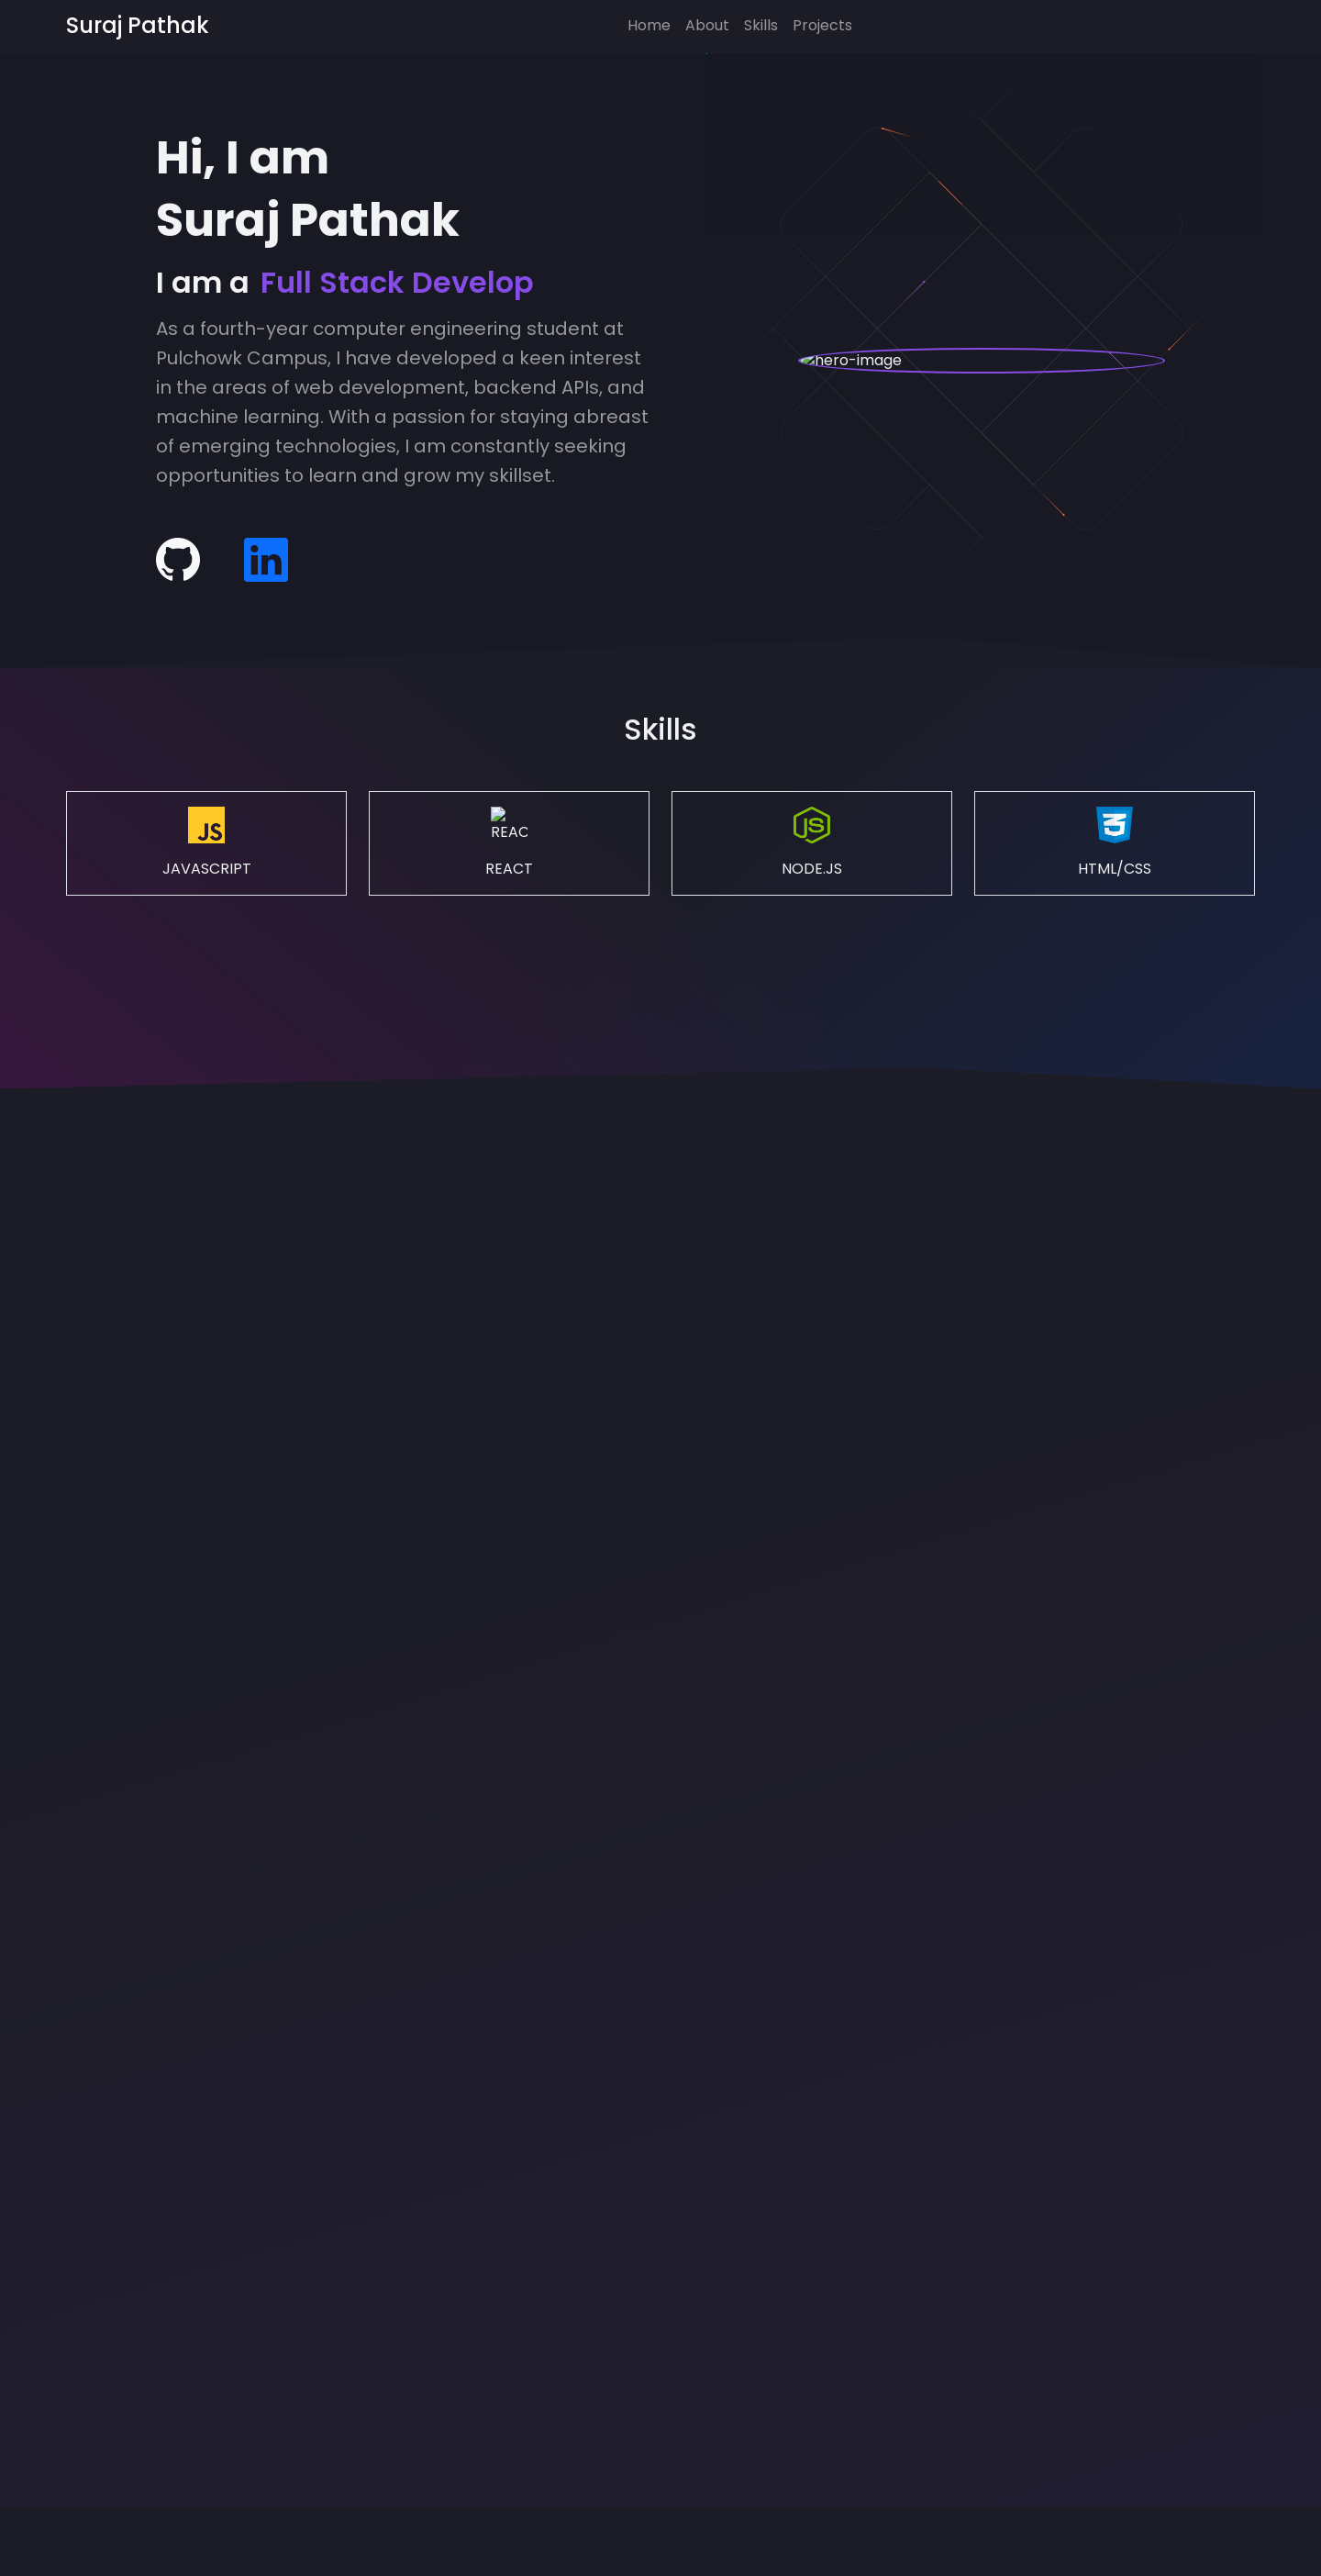 Suraj Pathak
Home About Skills Projects
Hi, I am
Suraj Pathak
I am a Full Stack Develop
As a fourth-year computer engineering student at
Pulchowk Campus, I have developed a keen interest
in the areas of web development, backend APIs, and
machine learning. With a passion for staying abreast
of emerging technologies, I am constantly seeking
opportunities to learn and grow my skillset.
in
hero-image
Skills
JS
JAVASCRIPT
REAC
REACT
JS
NODE.JS
3
HTML/CSS